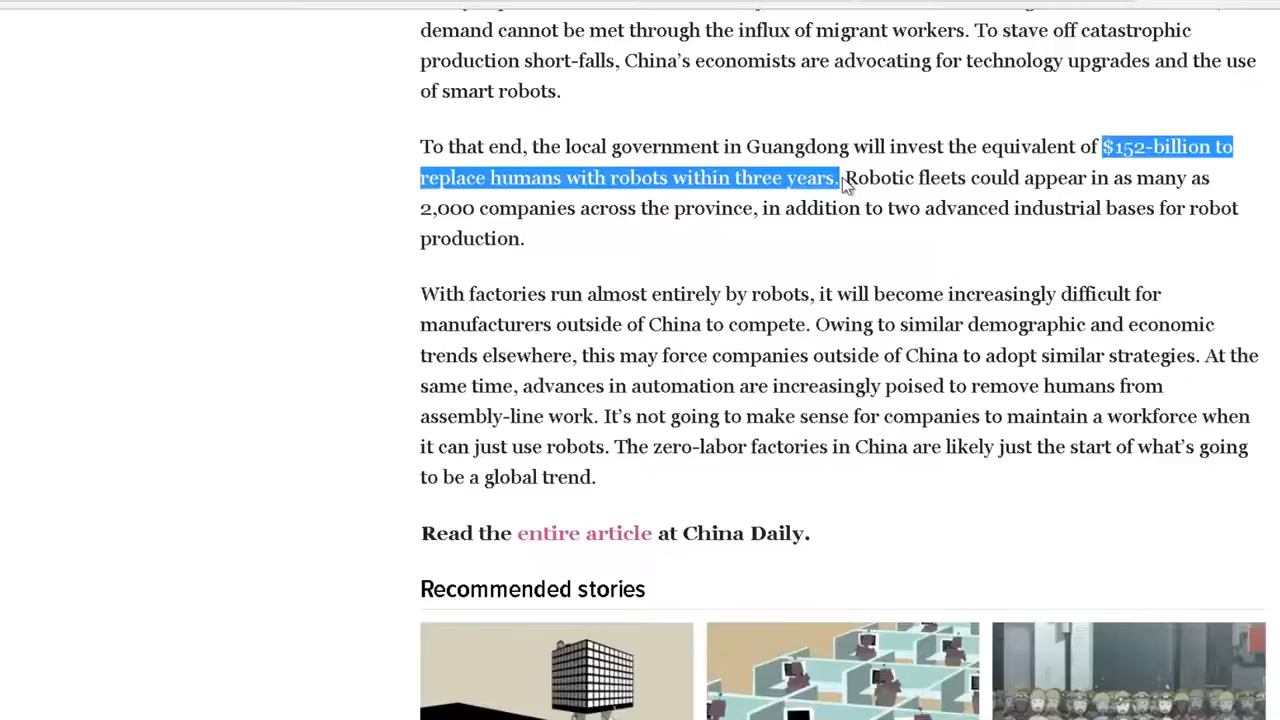 demand cannot be met through the influx of migrant workers. To stave off catastrophic
production short-falls, China's economists are advocating for technology upgrades and the use
of smart robots.
To that end, the local government in Guangdong will invest the equivalent of $152-billion to
replace humans with robots within three years. Robotic fleets could appear in as many as
2,000 companies across the province, in addition to two advanced industrial bases for robot
production.
With factories run almost entirely by robots, it will become increasingly difficult for
manufacturers outside of China to compete. Owing to similar demographic and economic
trends elsewhere, this may force companies outside of China to adopt similar strategies. At the
same time, advances in automation are increasingly poised to remove humans from
assembly-line work. It's not going to make sense for companies to maintain a workforce when
it can just use robots. The zero-labor factories in China are likely just the start of what's going
to be a global trend.
Read the entire article at China Daily.
Recommended stories